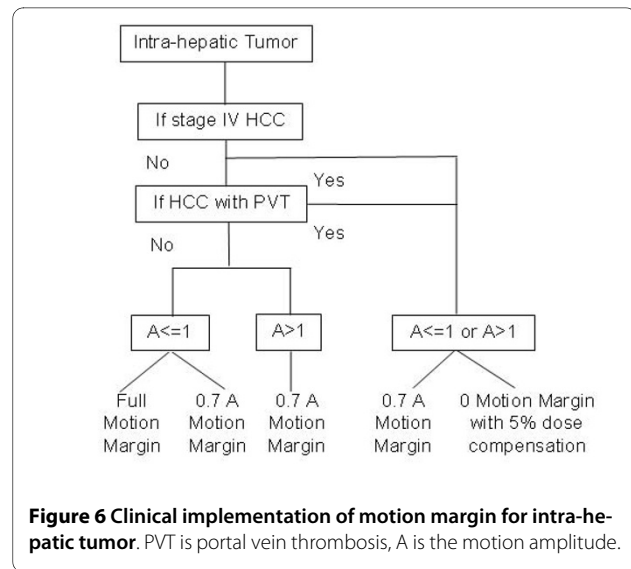 Intra-hepatic Tumor
If stage IV HCC
No
Yes
If HCC with PVT
Yes
No
A<=1
A>1
A<=1 or A>1
Full
Motion
Margin
0.7 A
Motion
Margin
0.7 A
Motion
Margin
0.7 A
Motion
Margin
0 Motion Margin
with 5% dose
compensation
Figure 6 Clinical implementation of motion margin for intra-he-
patic tumor. PVT is portal vein thrombosis, A is the motion amplitude.